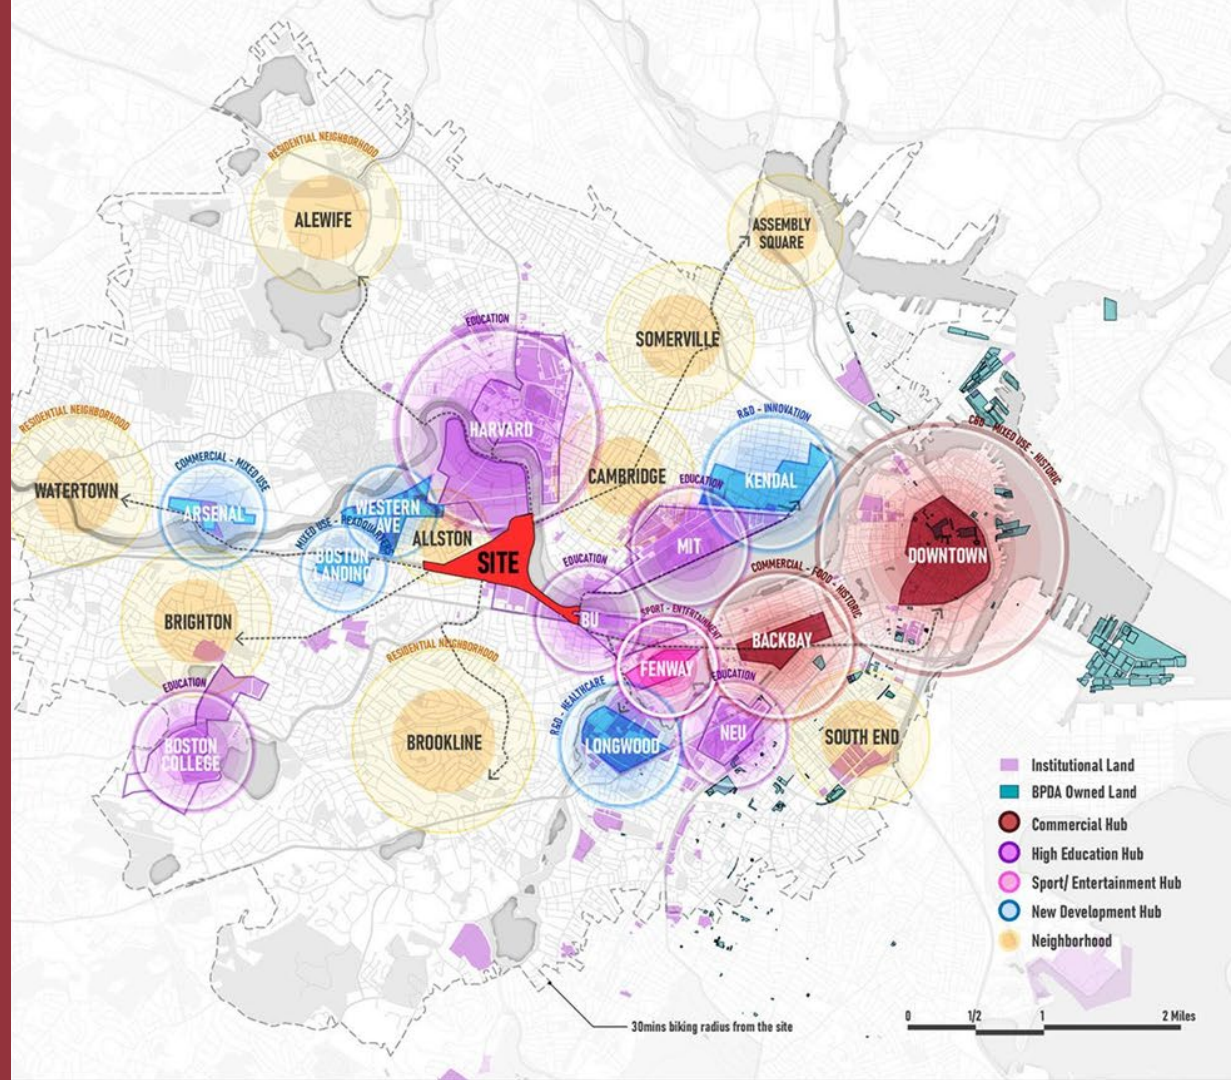 RESIDENTIAL NEIGHBORHOOD
ALEWIFE
ASSEMBLY
SQUARE
EDUCATION
SOMERVILLE
RESIDENTIAL NEIGHBORHOOD
WATERTOWN
COMMERCIAL - MIXED USE
ARSENAL
HARVARD
CAMBRIDGE
R&D - INNOVATION
KENDAL
CBD - MIXED USE - HISTORIC
DOWNTOWN
WESTERN
AVE
BOSTON
LANDING
ALLSTON
SITE
EDUCATION
MIT
EDUCATION
BU
COMMERCIAL - FOOD - HISTORIC
BACKBAY
SPORT - ENTERTAINMENT
FENWAY
BRIGHTON
EDUCATION
BOSTON
COLLEGE
RESIDENTIAL NEIGHBORHOOD
BROOKLINE
R&D - HEALTHCARE
LONGWOOD
EDUCATION
NEU
SOUTH END
Institutional Land
BPDA Owned Land
Commercial Hub
High Education Hub
Sport/ Entertainment Hub
New Development Hub
Neighborhood
30mins biking radius from the site
0 1/2 1 2 Miles